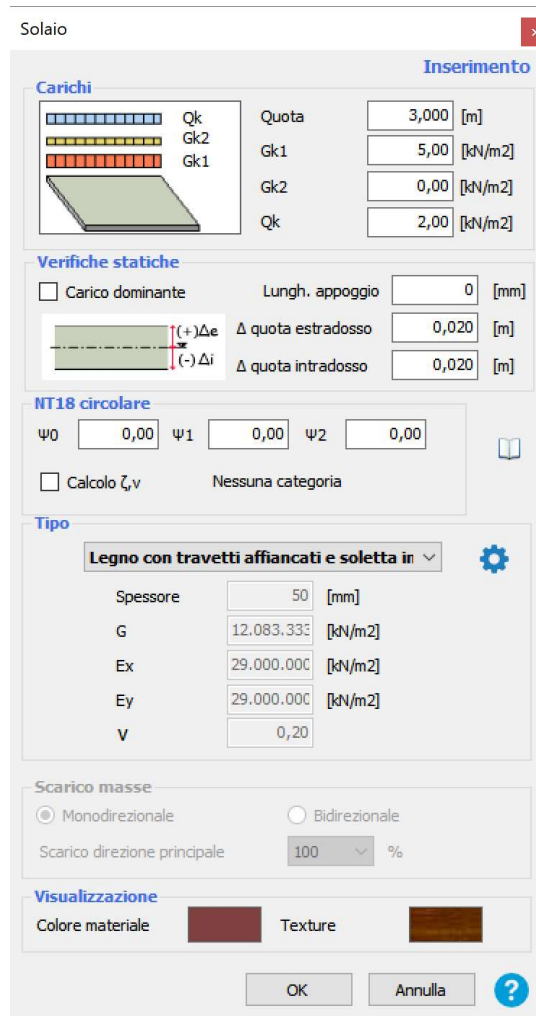 Solaio
Inserimento
Carichi
Qk
Gk2
Gk1
Quota 3,000 [m]
Gk1 5,00 [kN/m2]
Gk2 0,00 [kN/m2]
Qk 2,00 [kN/m2]
Verifiche statiche
Carico dominante Lungh. appoggio 0 [mm]
(+)Δe
(-) Δi
Δ quota estradosso 0,020 [m]
Δ quota intradosso 0,020 [m]
NT18 circolare
Ψ0 0,00 Ψ1 0,00 Ψ2 0,00
Calcolo ζ,ν Nessuna categoria
Tipo
Legno con travetti affiancati e soletta in
Spessore 50 [mm]
G 12.083.333 [kN/m2]
Ex 29.000.000 [kN/m2]
Ey 29.000.000 [kN/m2]
ν 0,20
Scarico masse
Monodirezionale Bidirezionale
Scarico direzione principale 100 %
Visualizzazione
Colore materiale Texture
OK Annulla ?